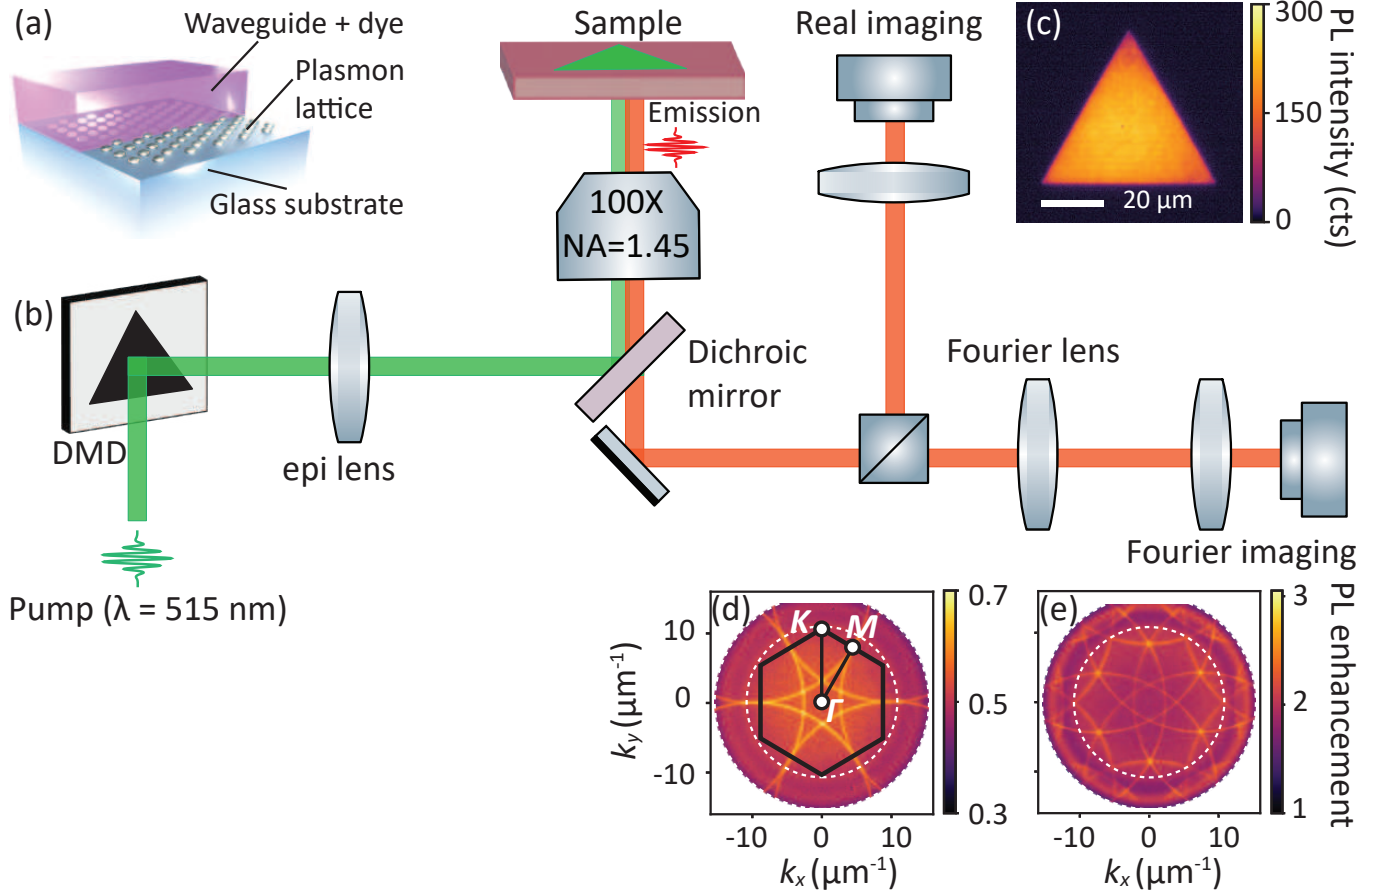 (a)
Waveguide + dye
Plasmon
lattice
Glass substrate
Sample
Emission
100X
NA=1.45
Real imaging
(c)
20 µm
300
150
0
PL intensity (cts)
(b)
DMD
epi lens
Dichroic
mirror
Fourier lens
Fourier imaging
Pump (λ = 515 nm)
(d)
K
M
Γ
10
0
-10
k_y (µm⁻¹)
-10
0
10
k_x (µm⁻¹)
0.7
0.5
0.3
(e)
-10
0
10
k_x (µm⁻¹)
3
2
1
PL enhancement